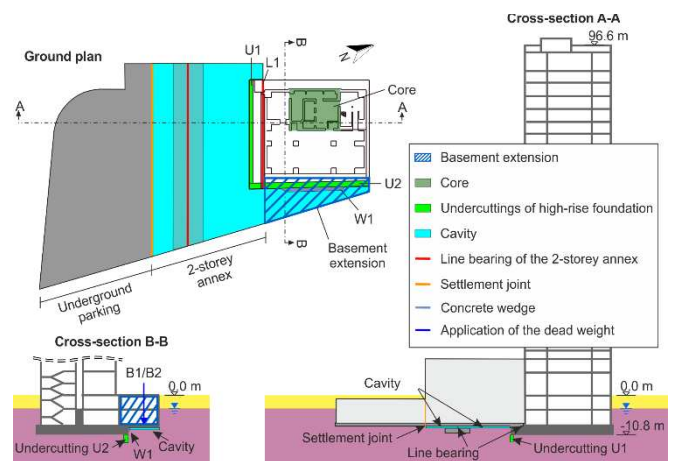 Cross-section A-A
96.6 m
Ground plan
U1
L1
B
N
Core
A
A
U2
W1
B
Basement
extension
2-storey
annex
Underground
parking
Basement extension
Core
Undercuttings of high-rise foundation
Cavity
Line bearing of the 2-storey annex
Settlement joint
Concrete wedge
Application of the dead weight
Cross-section B-B
B1/B2
0,0 m
Undercutting U2
W1
Cavity
Cavity
0,0 m
-10.8 m
Settlement joint
Line bearing
Undercutting U1